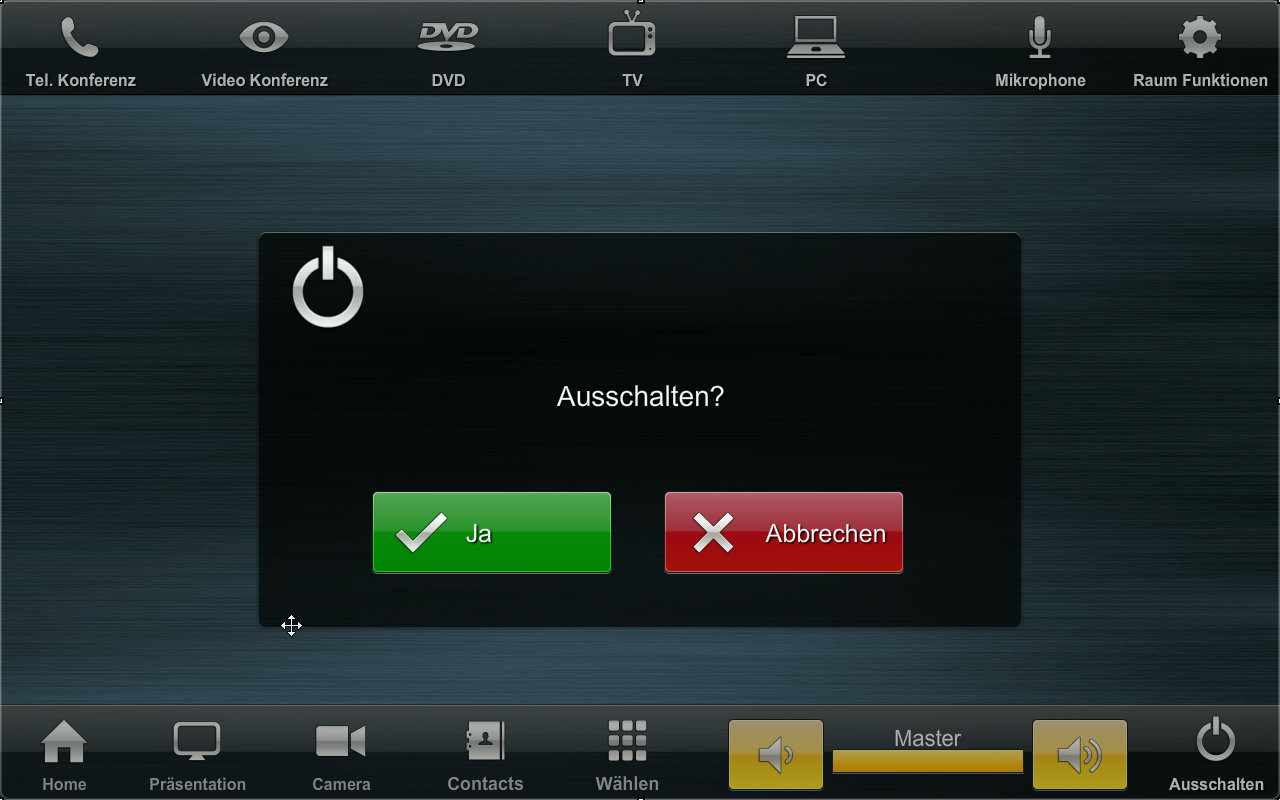 DVD
Tel. Konferenz
Video Konferenz
DVD
TV
PC
Mikrophone
Raum Funktionen
Ausschalten?
Ja
Abbrechen
Master
Home
Präsentation
Camera
Contacts
Wählen
Ausschalten